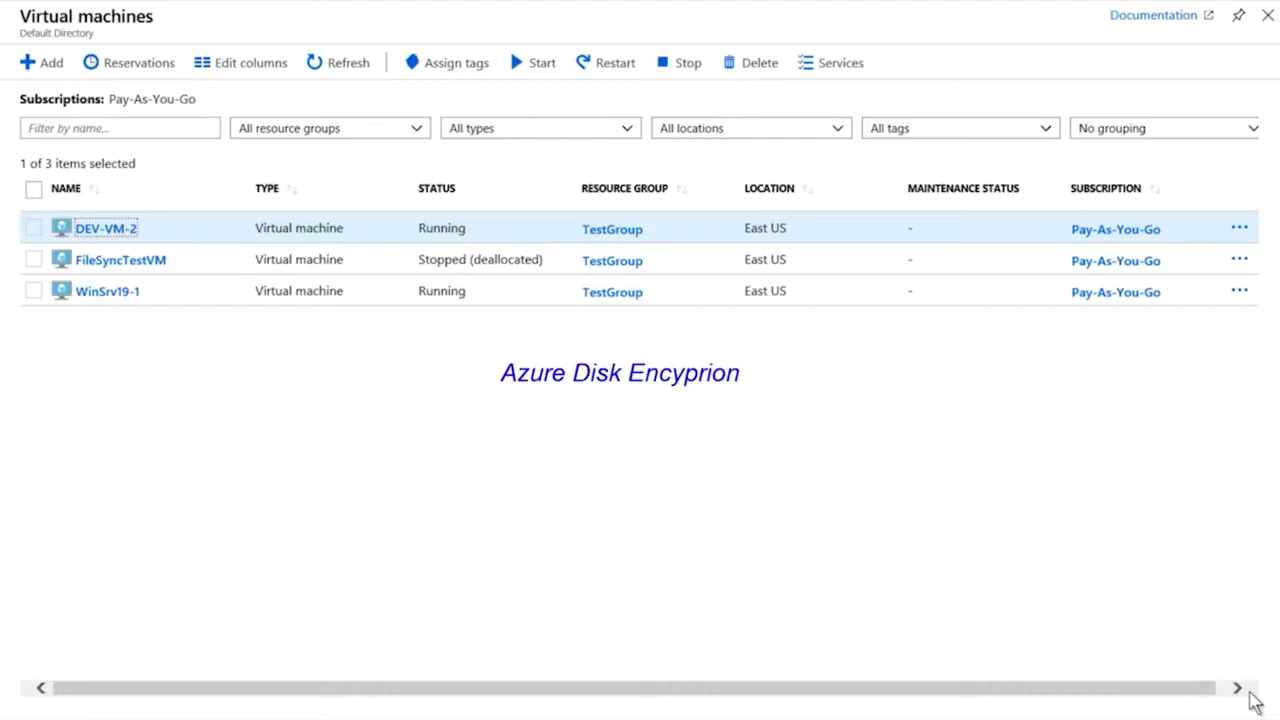 Virtual machines
Documentation
Default Directory
Add Reservations Edit columns Refresh Assign tags Start Restart Stop Delete Services
Subscriptions: Pay-As-You-Go
Filter by name... All resource groups All types All locations All tags No grouping
1 of 3 items selected
NAME TYPE STATUS RESOURCE GROUP LOCATION MAINTENANCE STATUS SUBSCRIPTION
DEV-VM-2 Virtual machine Running TestGroup East US - Pay-As-You-Go ...
FileSyncTestVM Virtual machine Stopped (deallocated) TestGroup East US - Pay-As-You-Go ...
WinSrv19-1 Virtual machine Running TestGroup East US - Pay-As-You-Go ...
Azure Disk Encyprion